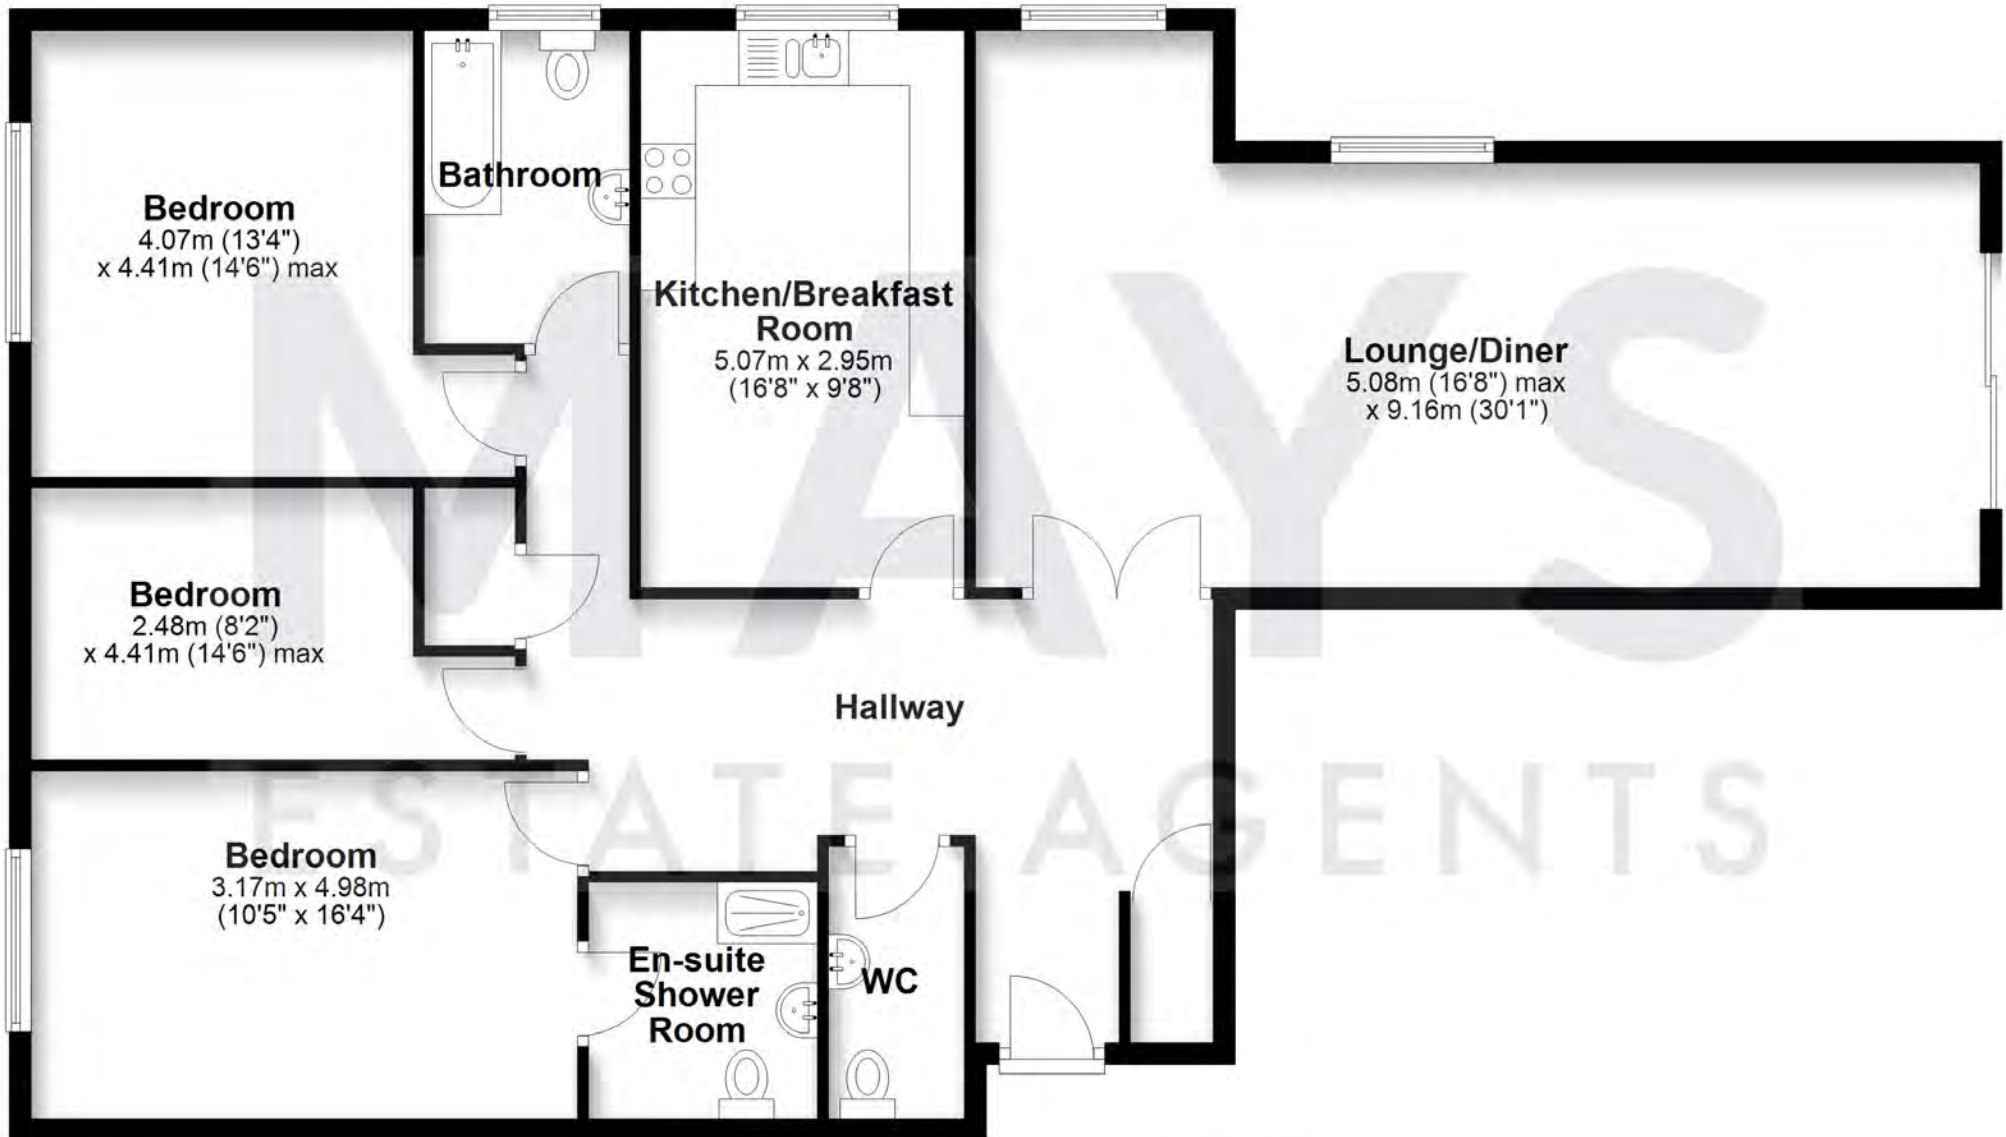 Bedroom
4.07m (13'4")
x 4.41m (14'6") max
Bathroom
Kitchen/Breakfast
Room
5.07m x 2.95m
(16'8" x 9'8")
Lounge/Diner
5.08m (16'8") max
x 9.16m (30'1")
Bedroom
2.48m (8'2")
x 4.41m (14'6") max
Hallway
Bedroom
3.17m x 4.98m
(10'5" x 16'4")
En-suite
Shower
Room
WC
MAYS
ESTATE AGENTS